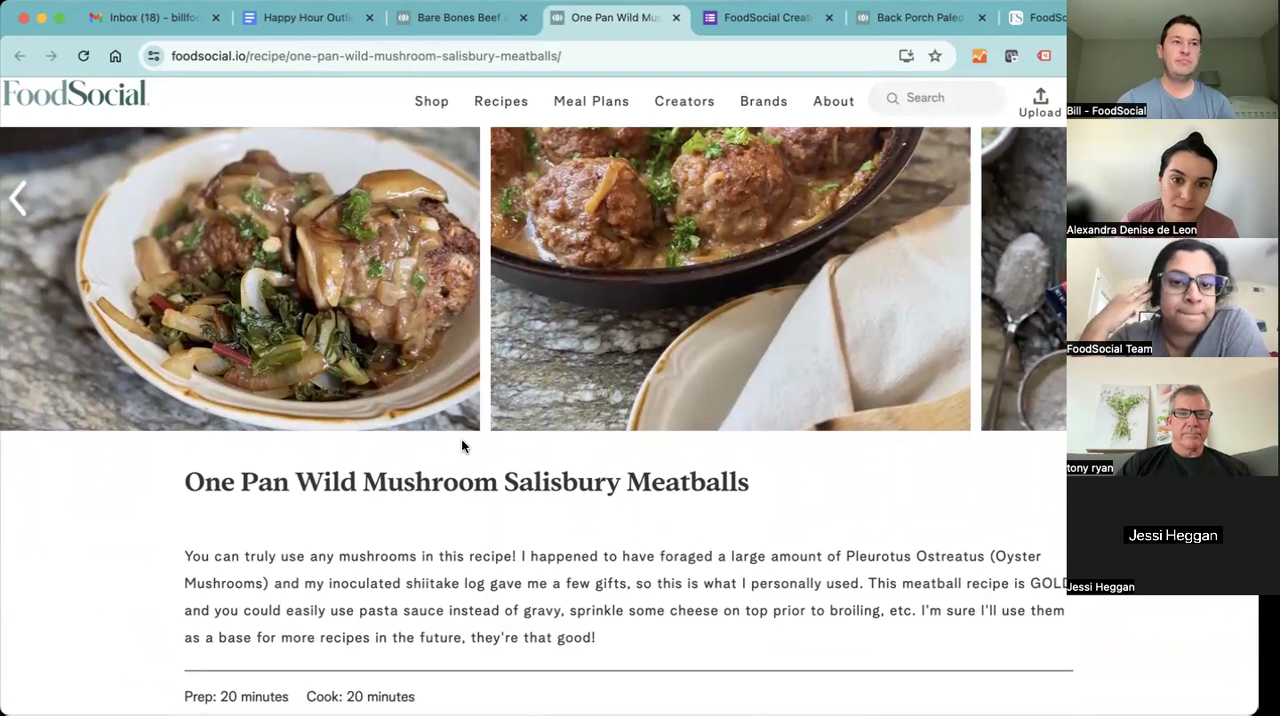 Inbox (18) - billfo
Happy Hour Outli
Bare Bones Beef
One Pan Wild Mus
FoodSocial Creat
Back Porch Paleo
FoodSo
foodsocial.io/recipe/one-pan-wild-mushroom-salisbury-meatballs/
FoodSocial.
Shop
Recipes
Meal Plans
Creators
Brands
About
Search
Upload
One Pan Wild Mushroom Salisbury Meatballs
You can truly use any mushrooms in this recipe! I happened to have foraged a large amount of Pleurotus Ostreatus (Oyster
Mushrooms) and my inoculated shiitake log gave me a few gifts, so this is what I personally used. This meatball recipe is GOLD
and you could easily use pasta sauce instead of gravy, sprinkle some cheese on top prior to broiling, etc. I'm sure I'll use them
as a base for more recipes in the future, they're that good!
Prep: 20 minutes Cook: 20 minutes
Bill - FoodSocial
Alexandra Denise de Leon
FoodSocial Team
tony ryan
Jessi Heggan
Jessi Heggan